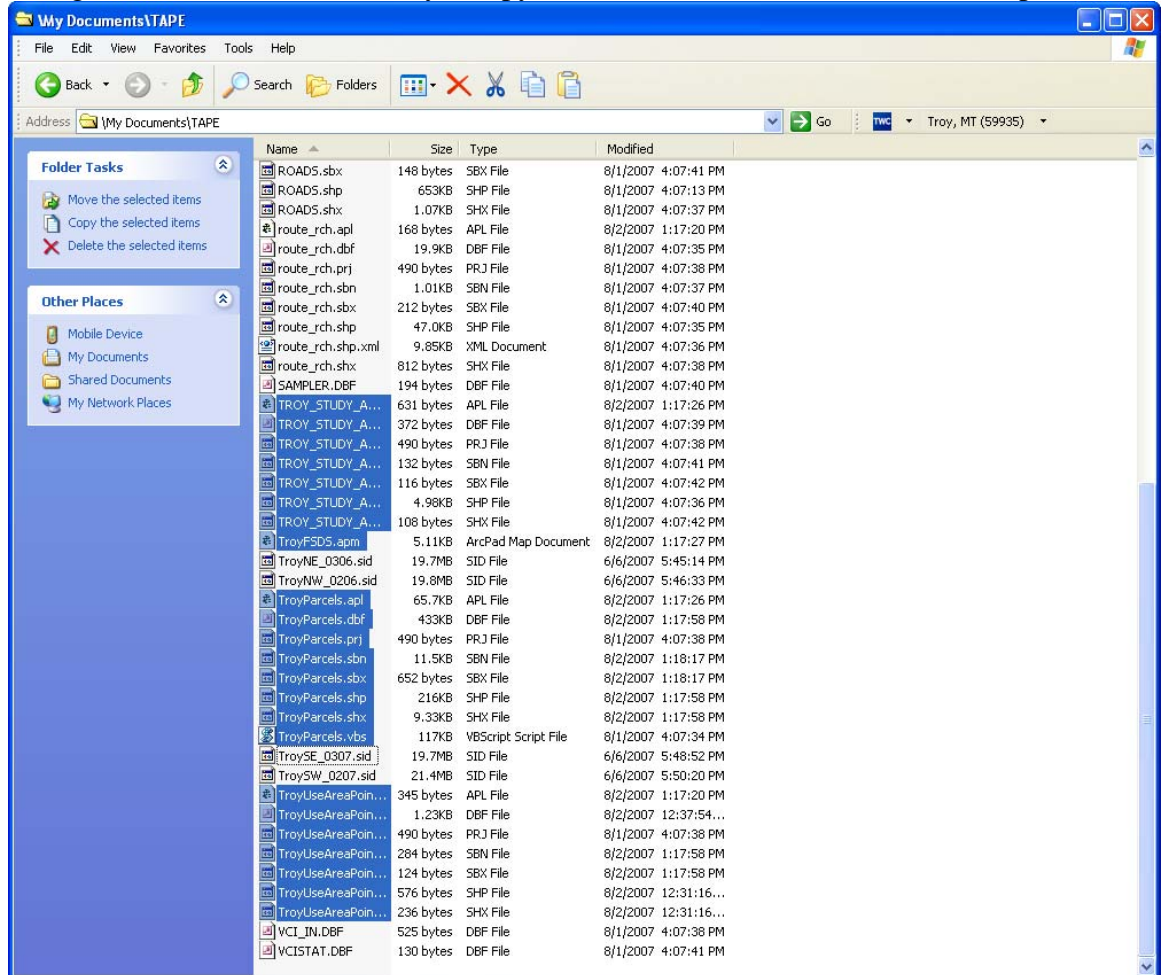 \My Documents\TAPE
File Edit View Favorites Tools Help
Back Search Folders
Address \My Documents\TAPE Go TWC Troy, MT (59935)
Folder Tasks
Move the selected items
Copy the selected items
Delete the selected items
Other Places
Mobile Device
My Documents
Shared Documents
My Network Places
Name Size Type Modified
ROADS.sbx 148 bytes SBX File 8/1/2007 4:07:41 PM
ROADS.shp 653KB SHP File 8/1/2007 4:07:13 PM
ROADS.shx 1.07KB SHX File 8/1/2007 4:07:37 PM
route_rch.apl 168 bytes APL File 8/2/2007 1:17:20 PM
route_rch.dbf 19.9KB DBF File 8/1/2007 4:07:35 PM
route_rch.prj 490 bytes PRJ File 8/1/2007 4:07:38 PM
route_rch.sbn 1.01KB SBN File 8/1/2007 4:07:37 PM
route_rch.sbx 212 bytes SBX File 8/1/2007 4:07:40 PM
route_rch.shp 47.0KB SHP File 8/1/2007 4:07:35 PM
route_rch.shp.xml 9.85KB XML Document 8/1/2007 4:07:36 PM
route_rch.shx 812 bytes SHX File 8/1/2007 4:07:38 PM
SAMPLER.DBF 194 bytes DBF File 8/1/2007 4:07:40 PM
TROY_STUDY_A... 631 bytes APL File 8/2/2007 1:17:26 PM
TROY_STUDY_A... 372 bytes DBF File 8/1/2007 4:07:39 PM
TROY_STUDY_A... 490 bytes PRJ File 8/1/2007 4:07:38 PM
TROY_STUDY_A... 132 bytes SBN File 8/1/2007 4:07:41 PM
TROY_STUDY_A... 116 bytes SBX File 8/1/2007 4:07:42 PM
TROY_STUDY_A... 4.98KB SHP File 8/1/2007 4:07:36 PM
TROY_STUDY_A... 108 bytes SHX File 8/1/2007 4:07:42 PM
TroyFSDS.apm 5.11KB ArcPad Map Document 8/2/2007 1:17:27 PM
TroyNE_0306.sid 19.7MB SID File 6/6/2007 5:45:14 PM
TroyNW_0206.sid 19.8MB SID File 6/6/2007 5:46:33 PM
TroyParcels.apl 65.7KB APL File 8/2/2007 1:17:26 PM
TroyParcels.dbf 433KB DBF File 8/2/2007 1:17:58 PM
TroyParcels.prj 490 bytes PRJ File 8/1/2007 4:07:38 PM
TroyParcels.sbn 11.5KB SBN File 8/2/2007 1:18:17 PM
TroyParcels.sbx 652 bytes SBX File 8/2/2007 1:18:17 PM
TroyParcels.shp 216KB SHP File 8/2/2007 1:17:58 PM
TroyParcels.shx 9.33KB SHX File 8/2/2007 1:17:58 PM
TroyParcels.vbs 117KB VBScript Script File 8/1/2007 4:07:34 PM
TroySE_0307.sid 19.7MB SID File 6/6/2007 5:48:52 PM
TroySW_0207.sid 21.4MB SID File 6/6/2007 5:50:20 PM
TroyUseAreaPoin... 345 bytes APL File 8/2/2007 1:17:20 PM
TroyUseAreaPoin... 1.23KB DBF File 8/2/2007 12:37:54...
TroyUseAreaPoin... 490 bytes PRJ File 8/1/2007 4:07:38 PM
TroyUseAreaPoin... 284 bytes SBN File 8/2/2007 1:17:58 PM
TroyUseAreaPoin... 124 bytes SBX File 8/2/2007 1:17:58 PM
TroyUseAreaPoin... 576 bytes SHP File 8/2/2007 12:31:16...
TroyUseAreaPoin... 236 bytes SHX File 8/2/2007 12:31:16...
VCI_IN.DBF 525 bytes DBF File 8/1/2007 4:07:38 PM
VCISTAT.DBF 130 bytes DBF File 8/1/2007 4:07:41 PM